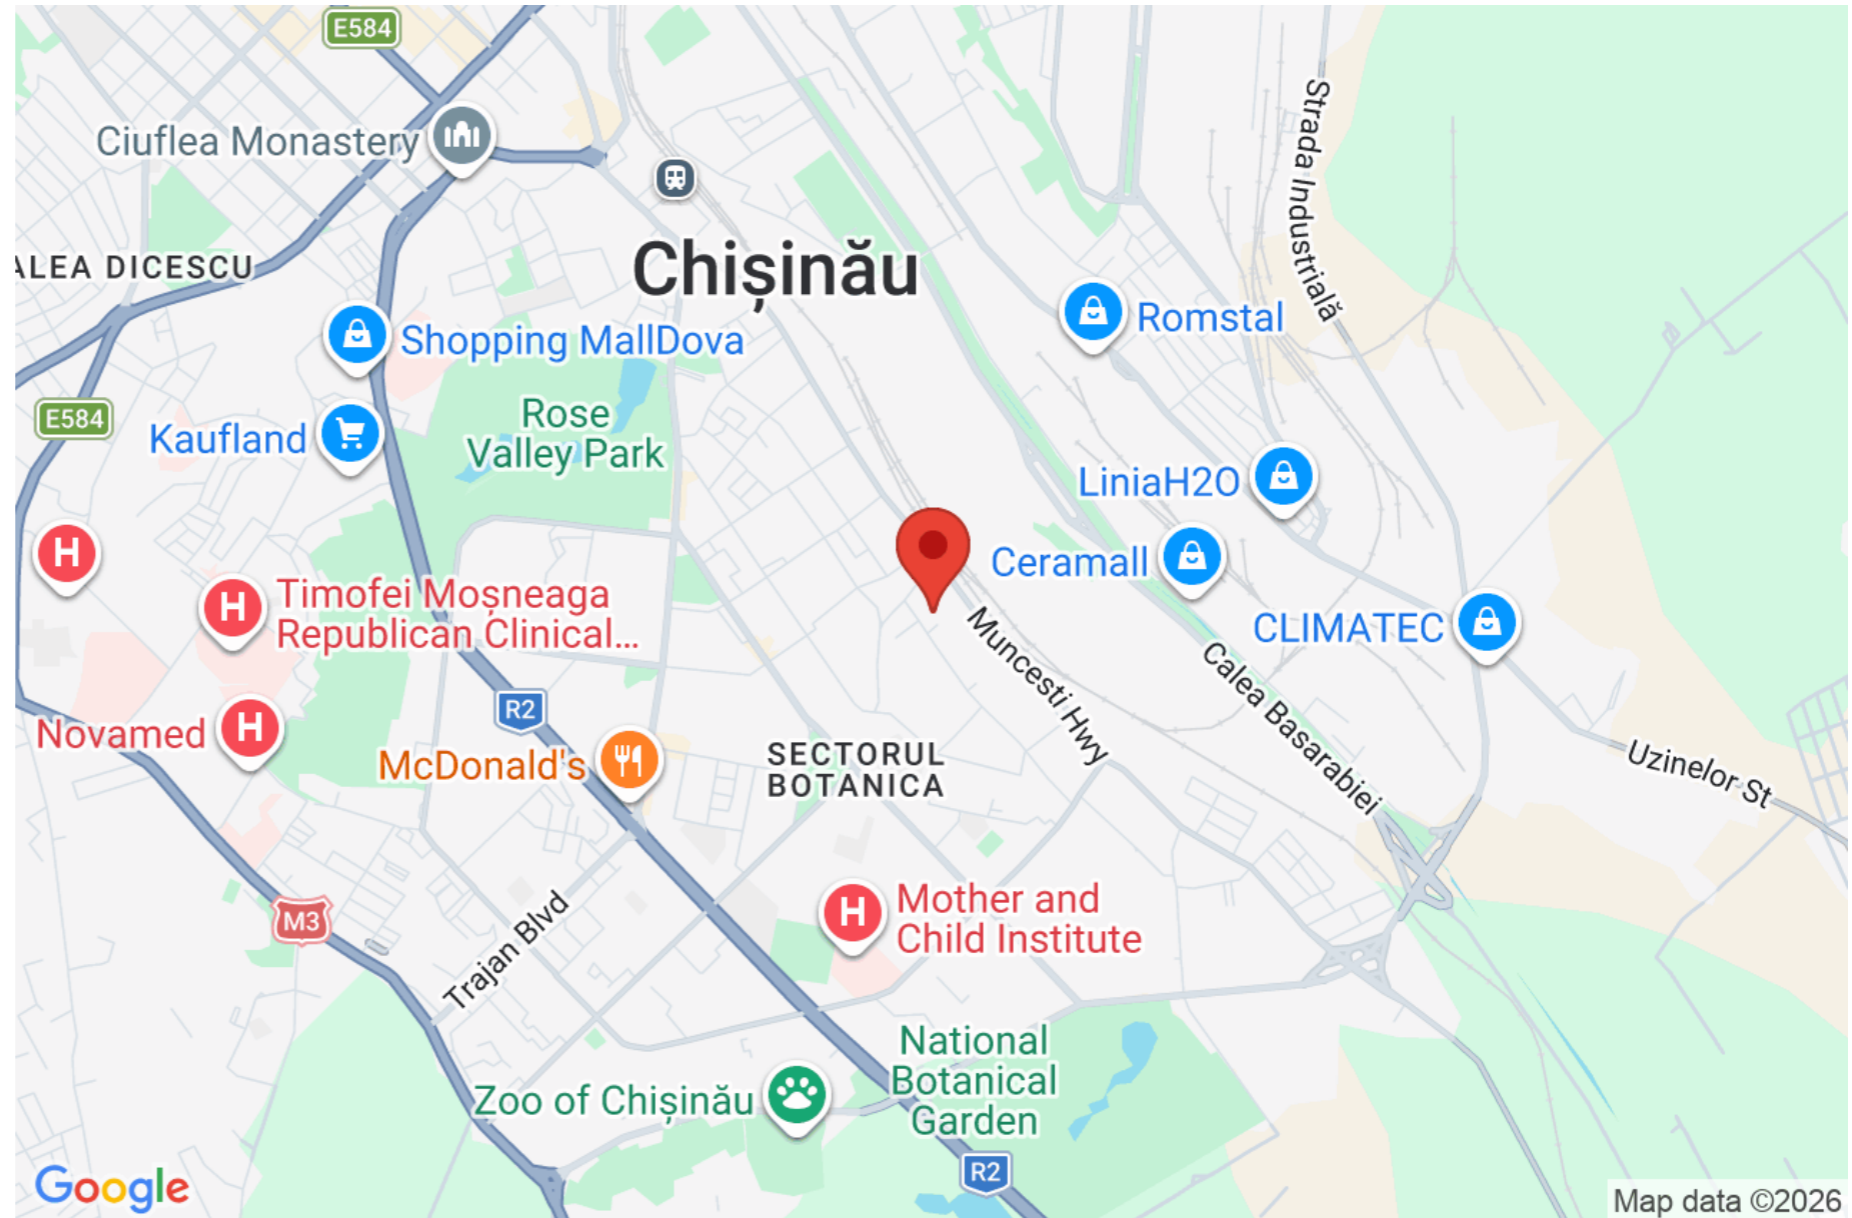 E584
Ciuflea Monastery
Strada Industrială
ALEA DICESCU
Chișinău
Shopping MallDova
Romstal
E584
Kaufland
Rose
Valley Park
LiniaH2O
H
Ceramall
H
Timofei Moșneaga
Republican Clinical...
Muncesti Hwy
CLIMATEC
Calea Basarabiei
R2
Novamed
H
McDonald's
SECTORUL
BOTANICA
Uzinelor St
M3
Trajan Blvd
H
Mother and
Child Institute
National
Botanical
Garden
Zoo of Chișinău
R2
Google
Map data ©2026